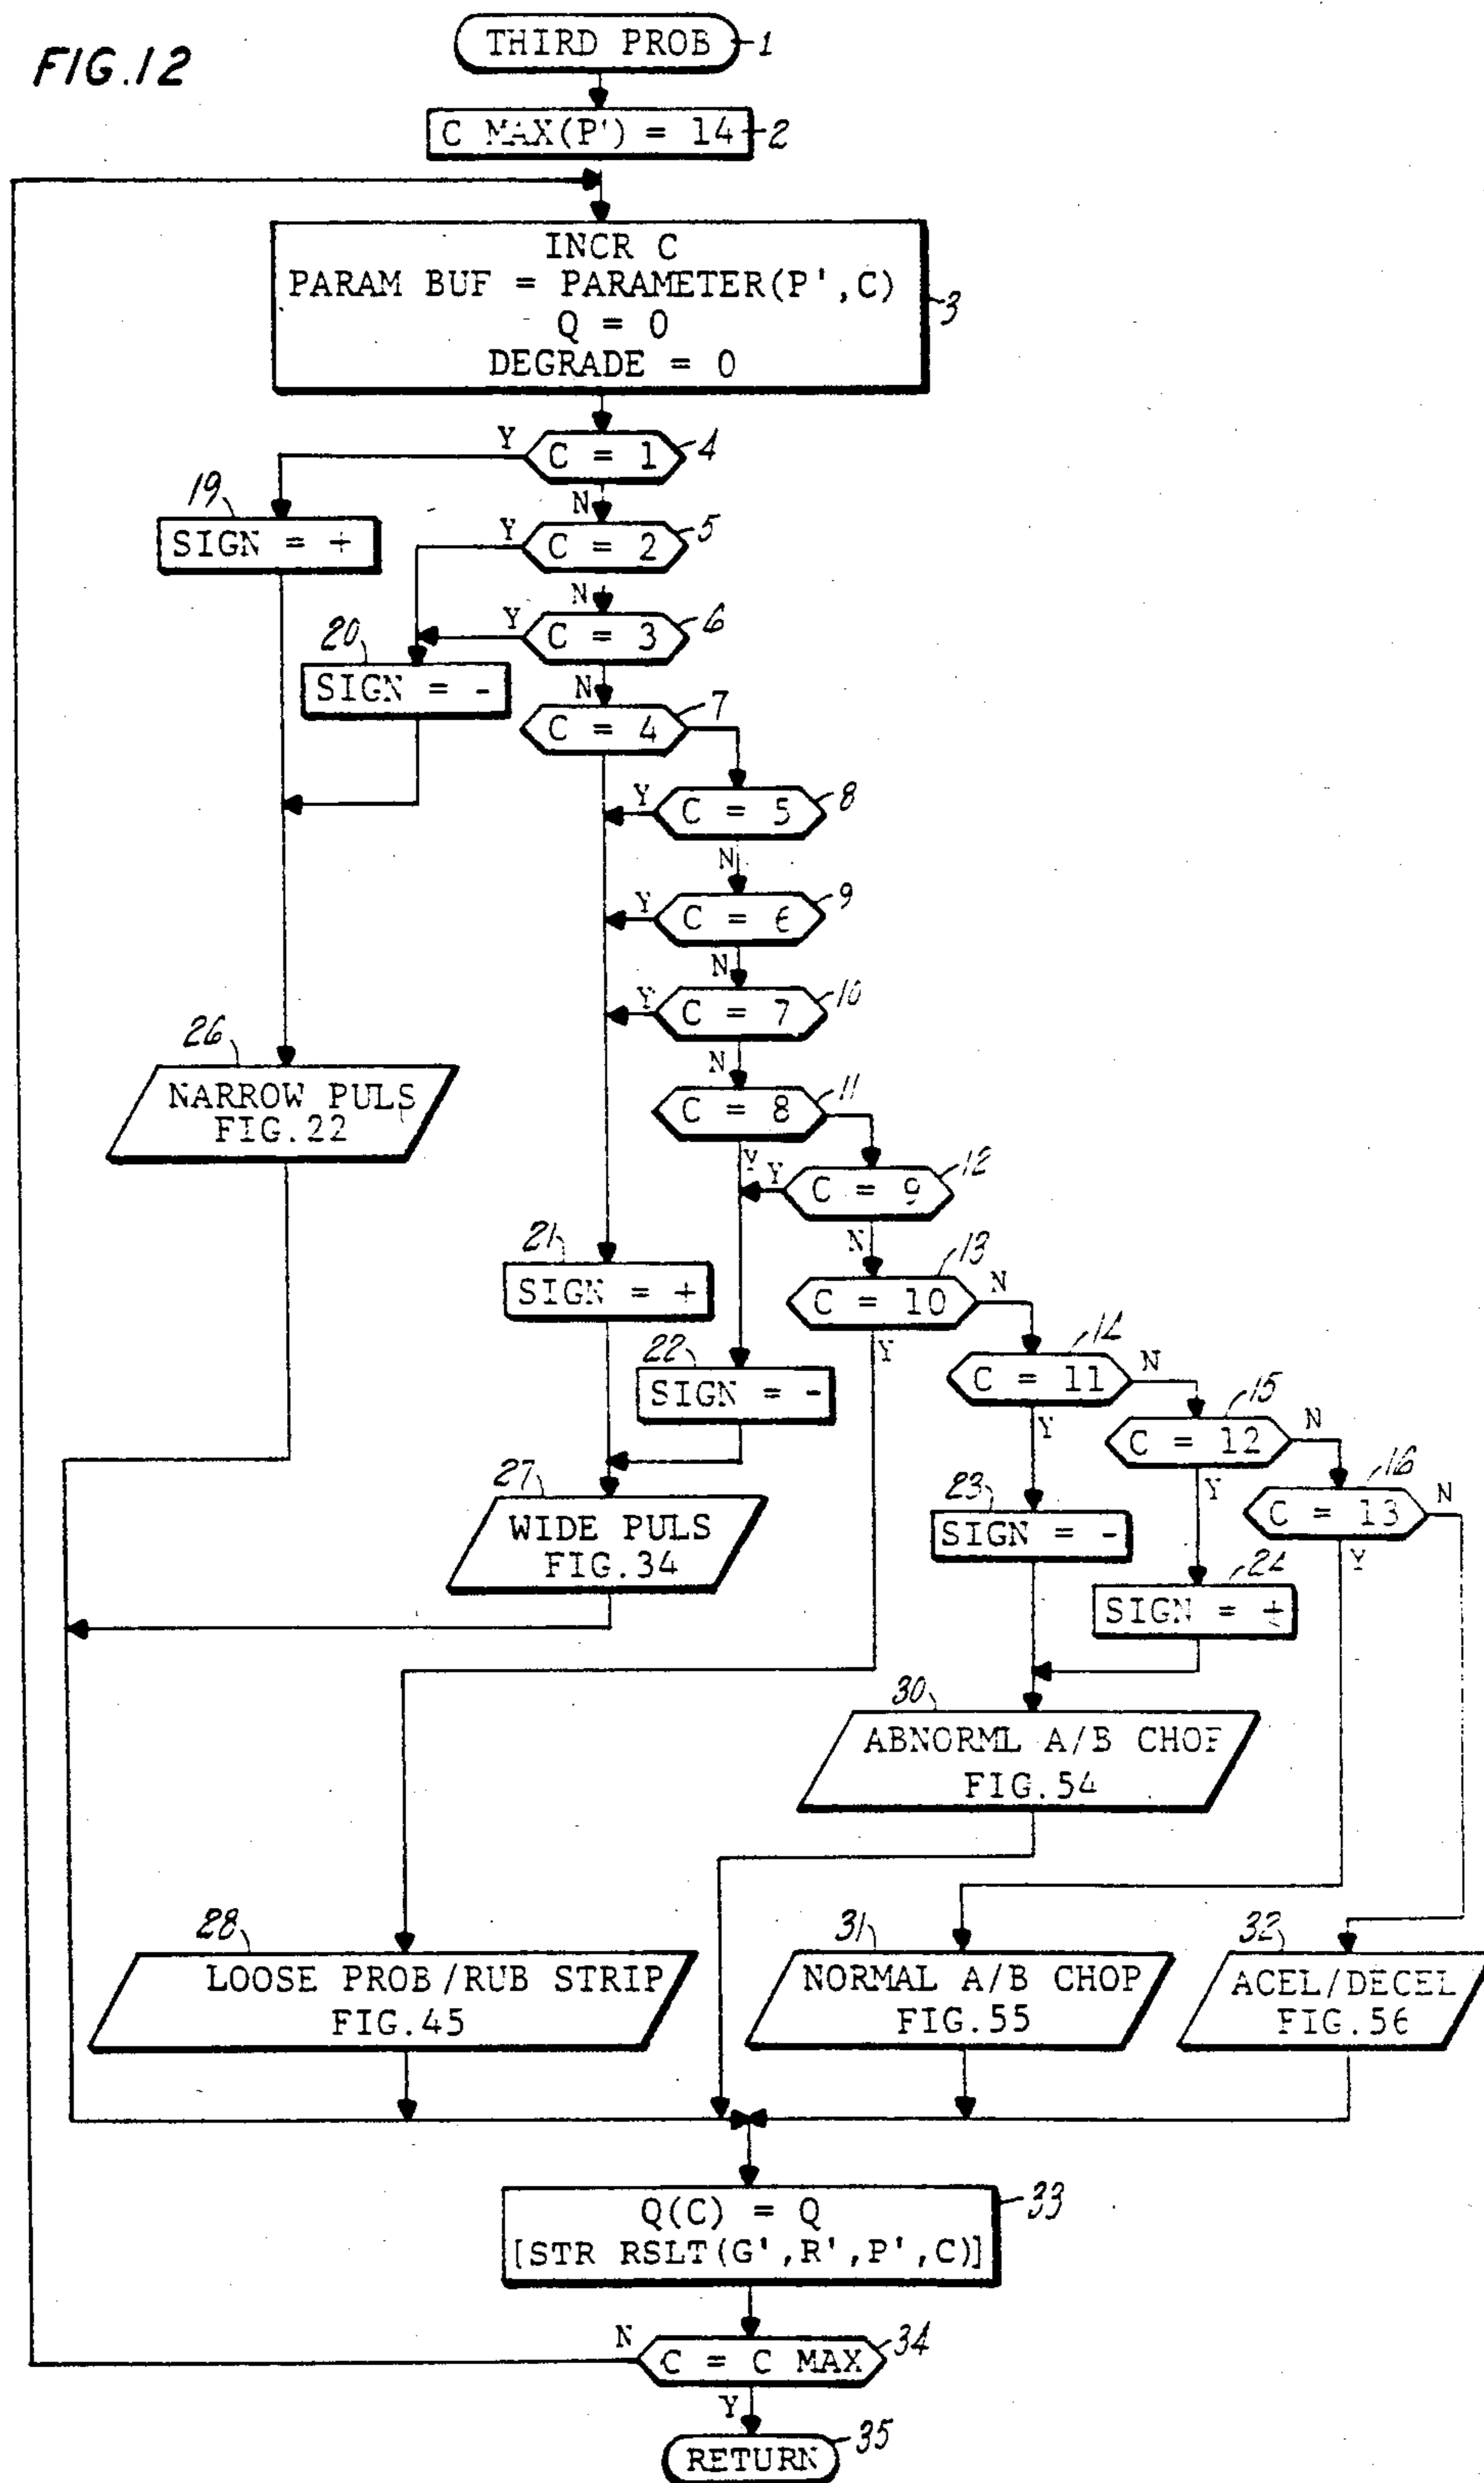 FIG.12
THIRD PROB
1
C MAX(P') = 14
2
INCR C
PARAM BUF = PARAMETER(P',C)
Q = 0
DEGRADE = 0
3
Y
C = 1
4
N
19
SIGN = +
Y
C = 2
5
N
Y
C = 3
6
20
SIGN = -
N
C = 4
7
Y
C = 5
8
N
Y
C = 6
9
N
Y
C = 7
10
N
C = 8
11
26
NARROW PULS
FIG.22
Y
Y
C = 9
12
N
21
SIGN = +
C = 10
13
N
Y
22
SIGN = -
C = 11
14
N
Y
C = 12
15
N
Y
C = 13
16
N
Y
27
WIDE PULS
FIG.34
23
SIGN = -
24
SIGN = +
30
ABNORML A/B CHOP
FIG.54
28
LOOSE PROB/RUB STRIP
FIG.45
31
NORMAL A/B CHOP
FIG.55
32
ACEL/DECEL
FIG.56
Q(C) = Q
[STR RSLT(G',R',P',C)]
33
N
C = C MAX
34
Y
RETURN
35